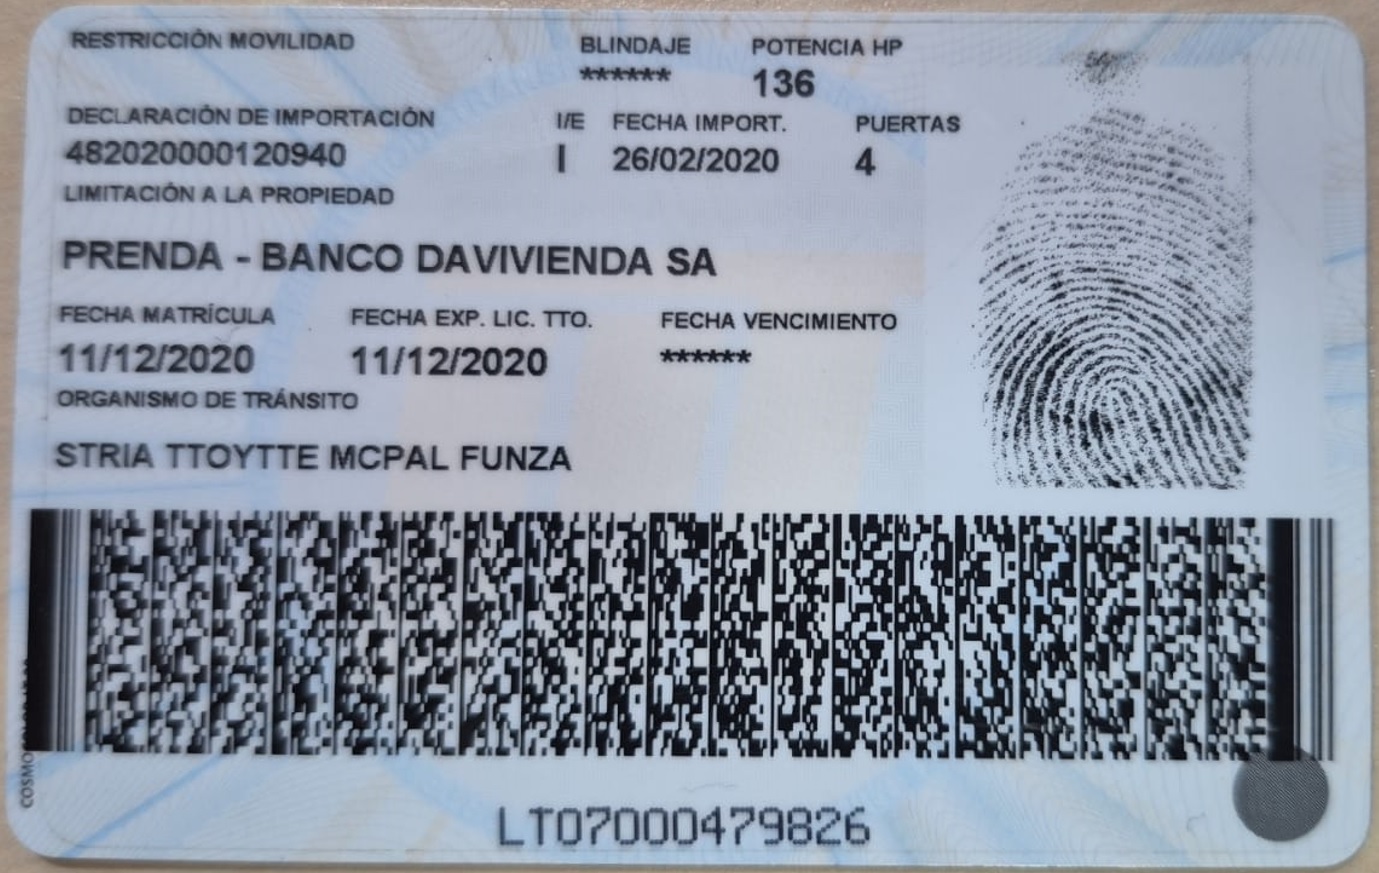 RESTRICCIÓN MOVILIDAD BLINDAJE POTENCIA HP
****** 136
DECLARACIÓN DE IMPORTACIÓN I/E FECHA IMPORT. PUERTAS
482020000120940 I 26/02/2020 4
LIMITACIÓN A LA PROPIEDAD
PRENDA - BANCO DAVIVIENDA SA
FECHA MATRÍCULA FECHA EXP. LIC. TTO. FECHA VENCIMIENTO
11/12/2020 11/12/2020 ******
ORGANISMO DE TRÁNSITO
STRIA TTOYTTE MCPAL FUNZA
LT07000479826